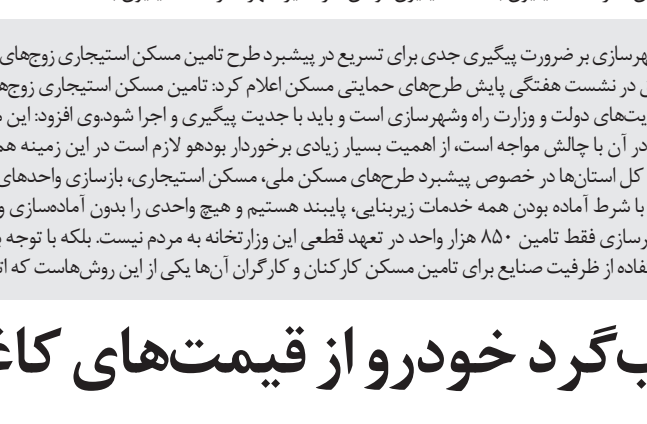 هرسازی بر ضرورت پیگیری جدی برای تسریع در پیشبرد طرح تامین مسکن استیجاری زوج‌های
در نشست هفتگی پایش طرح‌های حمایتی مسکن اعلام کرد: تامین مسکن استیجاری زوج‌ه
یت‌های دولت و وزارت راه وشهرسازی است و باید با جدیت پیگیری و اجرا شود.وی افزود: این
در آن با چالش مواجه است، از اهمیت بسیار زیادی برخوردار بودهو لازم است در این زمینه هم
کل استان‌ها در خصوص پیشبرد طرح‌های مسکن ملی، مسکن استیجاری، بازسازی واحدهای
با شرط آماده بودن همه خدمات زیربنایی، پایبند هستیم و هیچ واحدی را بدون آماده‌سازی و
رسازی فقط تامین ۸۵۰ هزار واحد در تعهد قطعی این وزارتخانه به مردم نیست. بلکه با توجه
فاده از ظرفیت صنایع برای تامین مسکن کارکنان و کارگران آن‌ها یکی از این روش‌هاست که ات
ب‌گرد خودرو از قیمت‌های کاغ